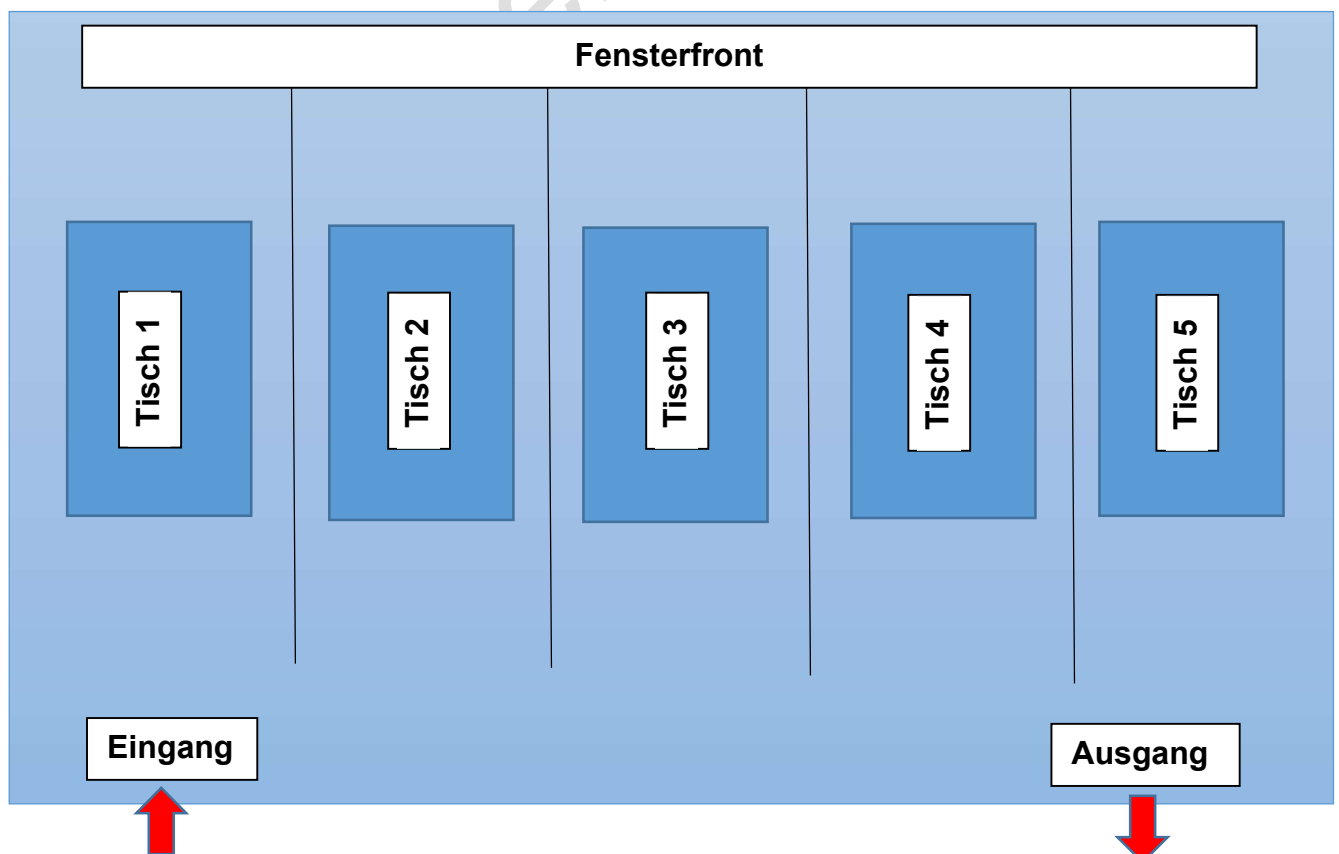 Fensterfront
Tisch 1
Tisch 2
Tisch 3
Tisch 4
Tisch 5
Eingang
Ausgang